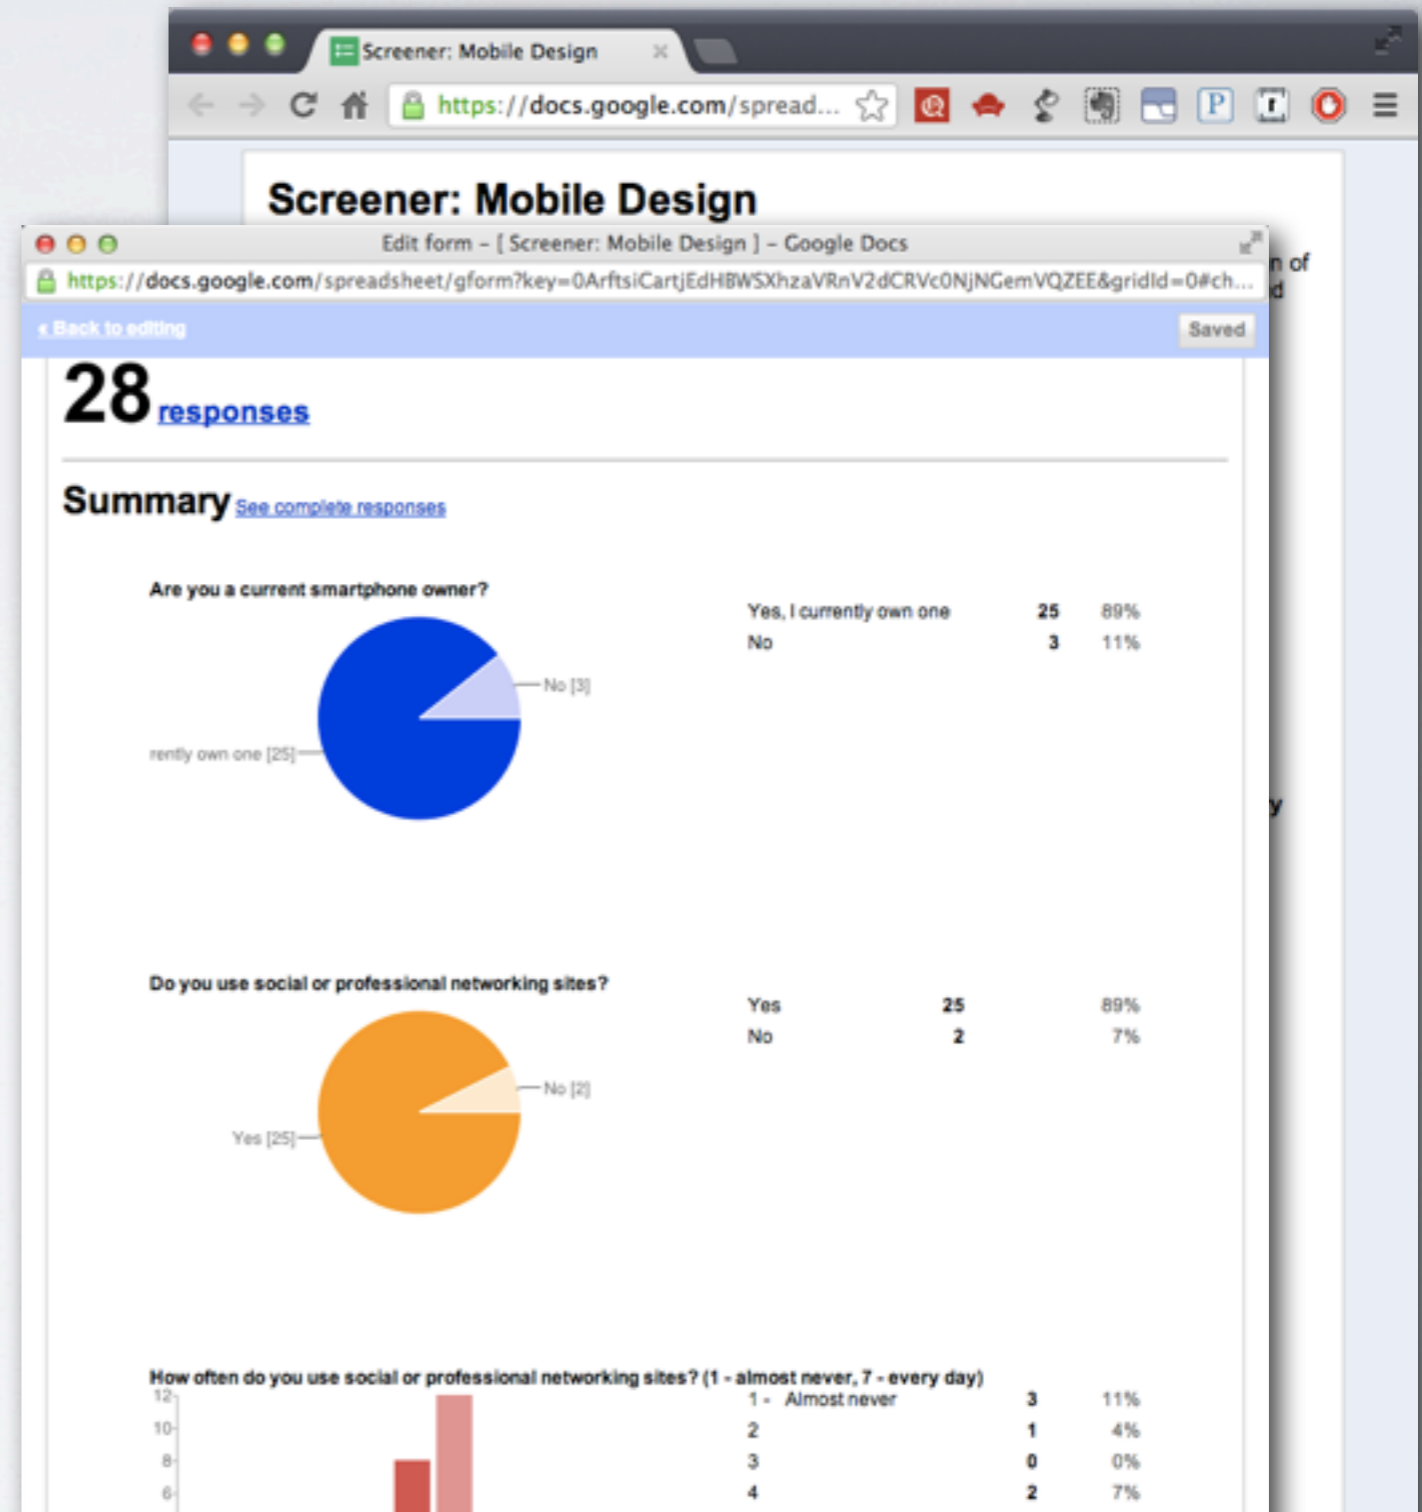 Screener: Mobile Design
https://docs.google.com/spread...
Screener: Mobile Design
n of
d
Edit form – [ Screener: Mobile Design ] – Google Docs
https://docs.google.com/spreadsheet/gform?key=0ArftsiCartjEdHBWSXhzaVRnV2dCRVc0NjNGemVQZEE&gridId=0#ch...
« Back to editing
Saved
28 responses
Summary See complete responses
Are you a current smartphone owner?
Yes, I currently own one 25 89%
No 3 11%
No [3]
rently own one [25]
y
Do you use social or professional networking sites?
Yes 25 89%
No 2 7%
No [2]
Yes [25]
How often do you use social or professional networking sites? (1 - almost never, 7 - every day)
12
10
8
6
1 - Almost never 3 11%
2 1 4%
3 0 0%
4 2 7%